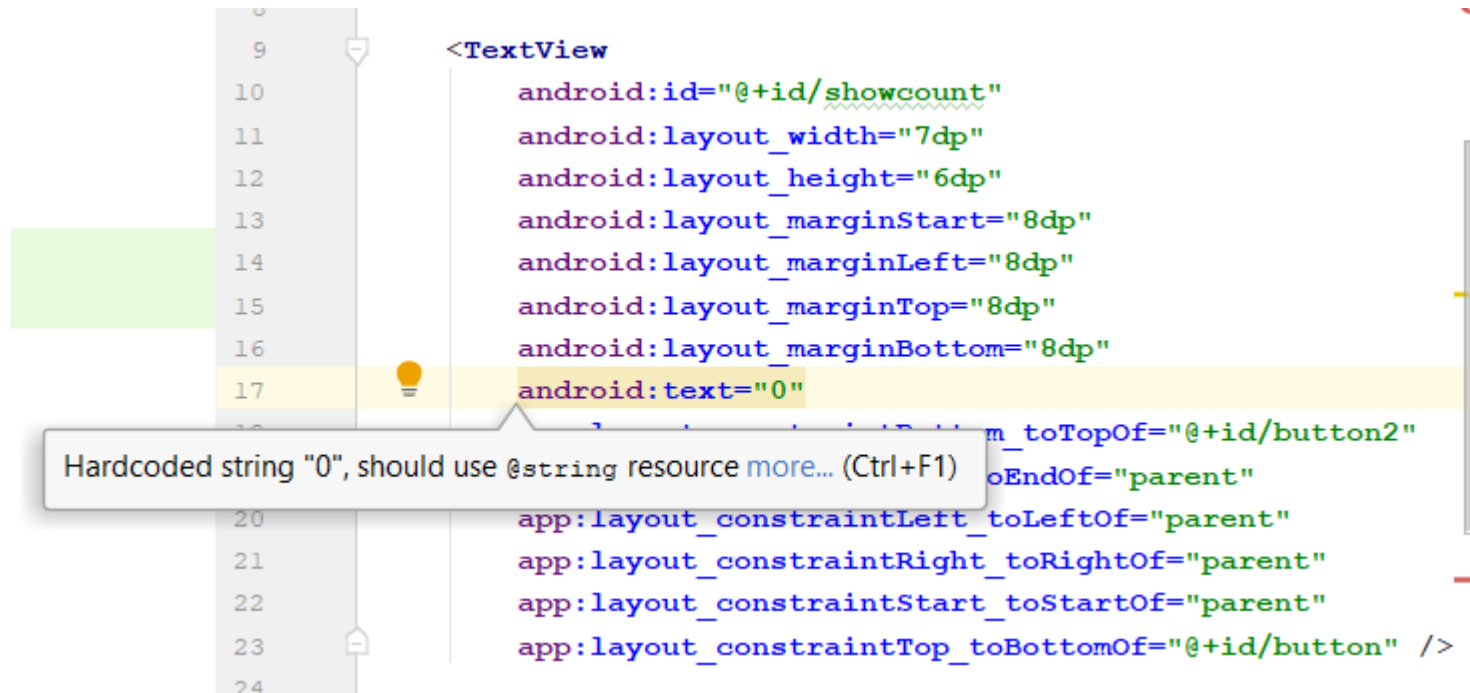 9 <TextView
10 android:id="@+id/showcount"
11 android:layout_width="7dp"
12 android:layout_height="6dp"
13 android:layout_marginStart="8dp"
14 android:layout_marginLeft="8dp"
15 android:layout_marginTop="8dp"
16 android:layout_marginBottom="8dp"
17 android:text="0"
m_toTopOf="@+id/button2"
Hardcoded string "0", should use @string resource more... (Ctrl+F1)
oEndOf="parent"
20 app:layout_constraintLeft_toLeftOf="parent"
21 app:layout_constraintRight_toRightOf="parent"
22 app:layout_constraintStart_toStartOf="parent"
23 app:layout_constraintTop_toBottomOf="@+id/button" />
24